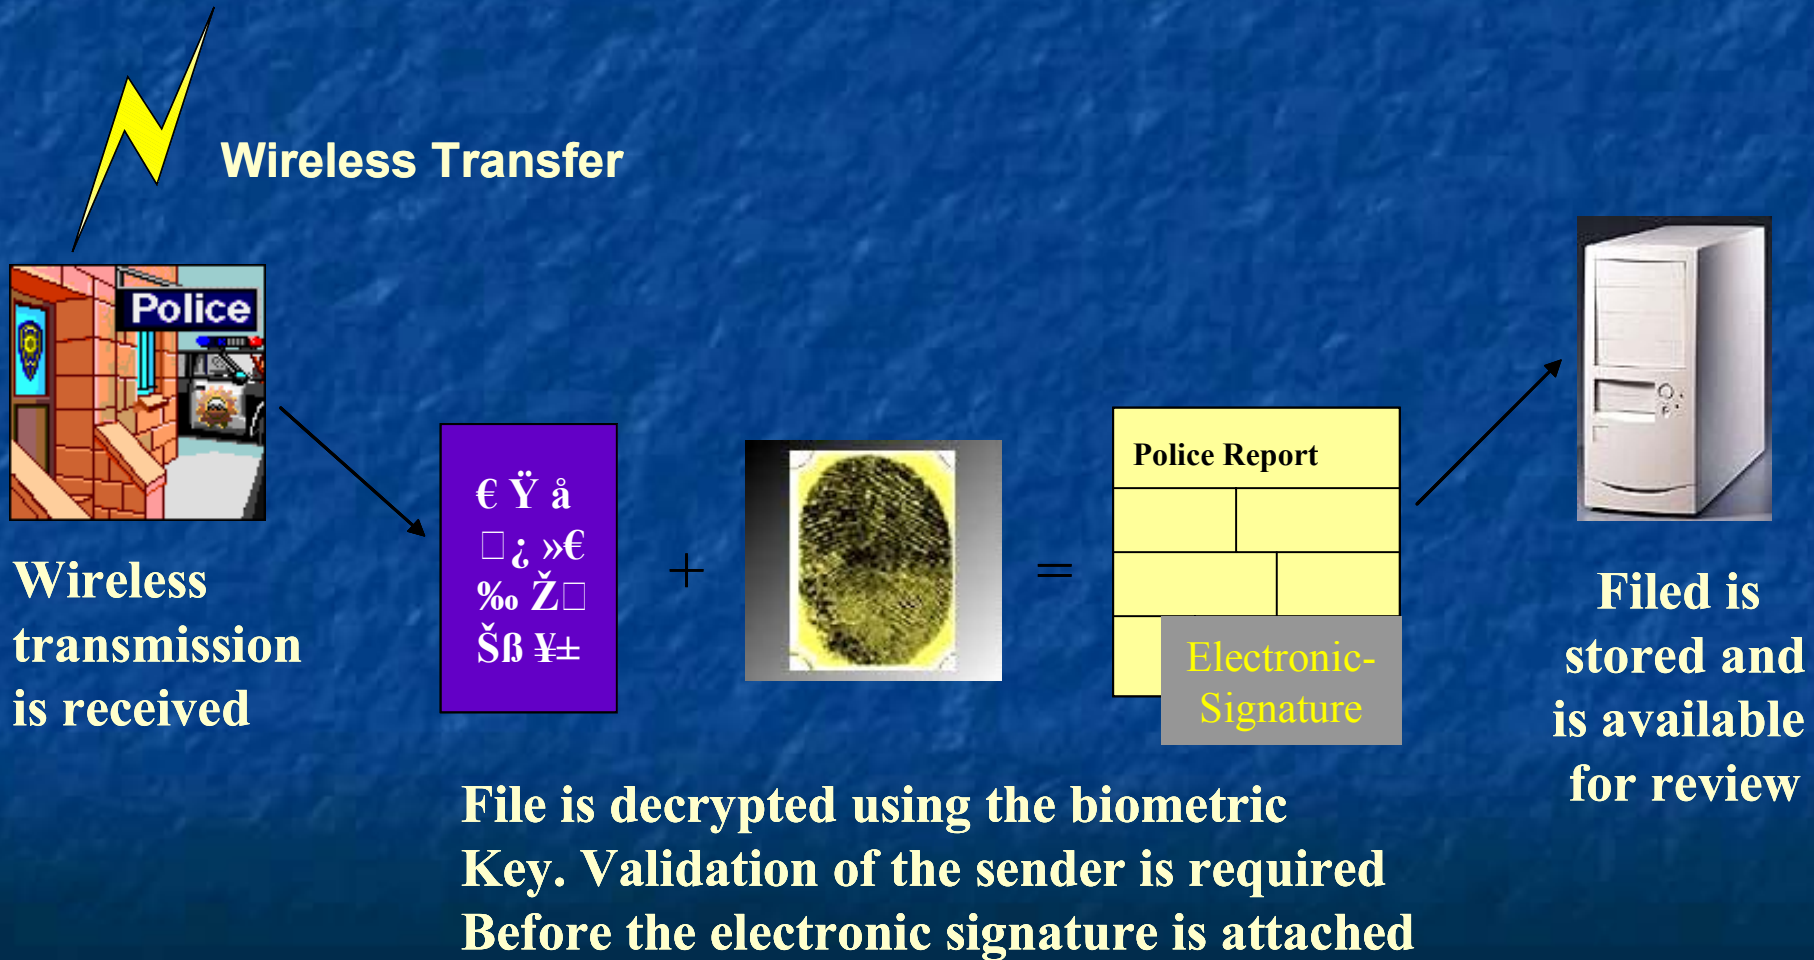 Wireless Transfer
Police
Wireless
transmission
is received
€ Ÿ å
□¿ »€
‰ Ž□
Šß ¥±
+
=
Police Report
Electronic-
Signature
Filed is
stored and
is available
for review
File is decrypted using the biometric
Key. Validation of the sender is required
Before the electronic signature is attached